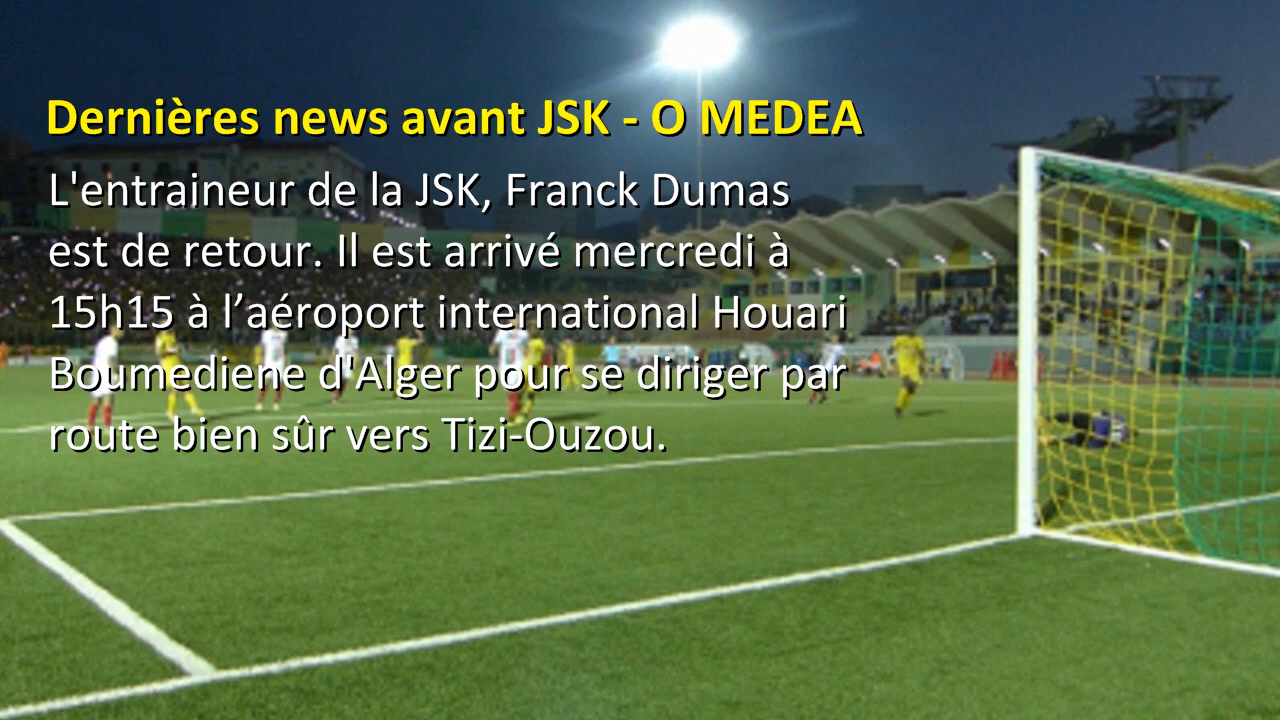 Dernières news avant JSK - O MEDEA
L'entraineur de la JSK, Franck Dumas
est de retour. Il est arrivé mercredi à
15h15 à l’aéroport international Houari
Boumediene d'Alger pour se diriger par
route bien sûr vers Tizi-Ouzou.